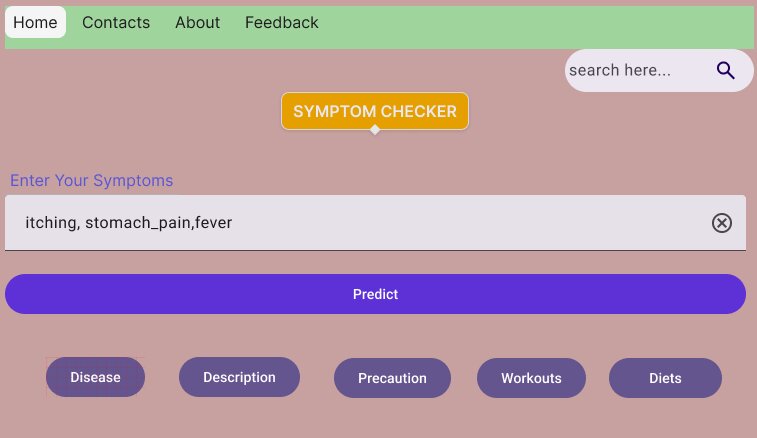 Home Contacts About Feedback
search here...
SYMPTOM CHECKER
Enter Your Symptoms
itching, stomach_pain,fever
Predict
Disease Description Precaution Workouts Diets